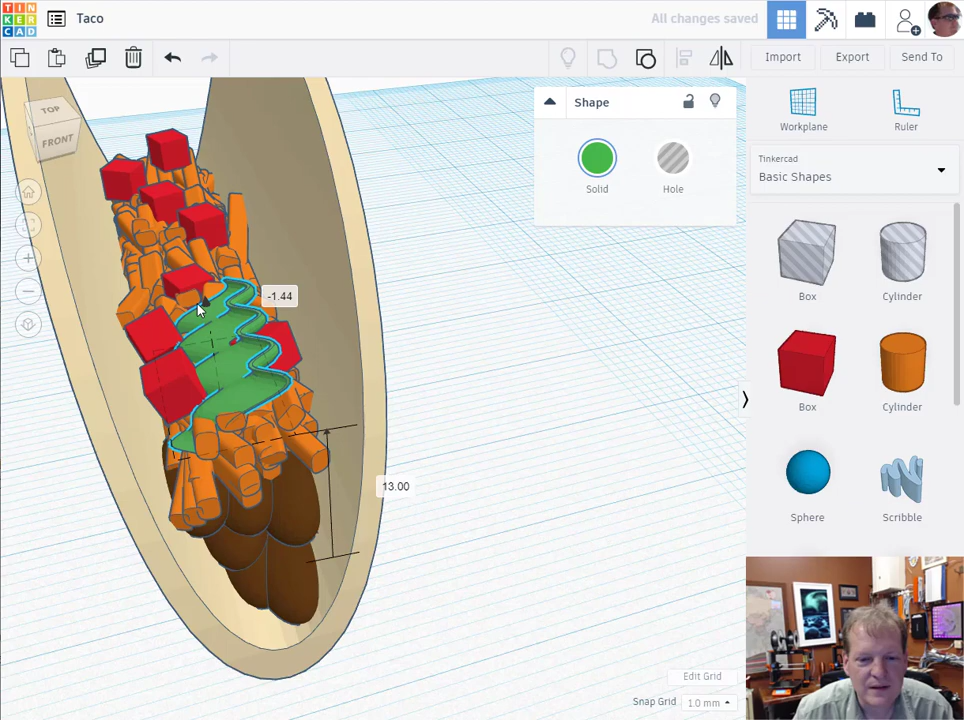 TIN
KER
CAD
Taco
All changes saved
Import
Export
Send To
TOP
FRONT
Shape
Solid
Hole
Workplane
Ruler
Tinkercad
Basic Shapes
Box
Cylinder
Box
Cylinder
Sphere
Scribble
-1.44
13.00
Edit Grid
Snap Grid
1.0 mm